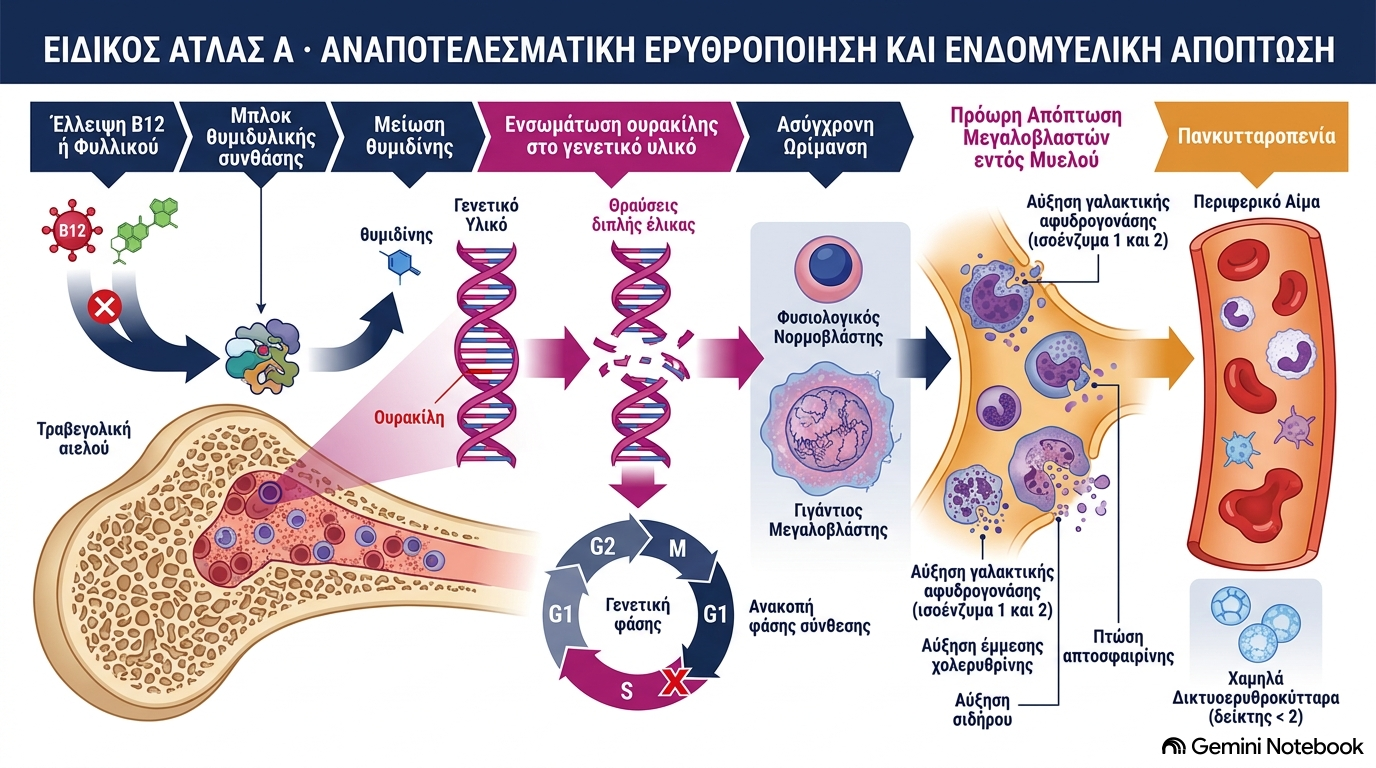 ΕΙΔΙΚΟΣ ΑΤΛΑΣ Α · ΑΝΑΠΟΤΕΛΕΣΜΑΤΙΚΗ ΕΡΥΘΡΟΠΟΙΗΣΗ ΚΑΙ ΕΝΔΟΜΥΕΛΙΚΗ ΑΠΟΠΤΩΣΗ
Έλλειψη Β12
ή Φυλλικού
Μπλοκ
θυμιδυλικής
συνθάσης
Μείωση
θυμιδίνης
Ενσωμάτωση ουρακίλης
στο γενετικό υλικό
Ασύγχρονη
Ωρίμανση
Πρόωρη Απόπτωση
Μεγαλοβλαστών
εντός Μυελού
Πανκυτταροπενία
B12
θυμιδίνης
Γενετικό
Υλικό
Ουρακίλη
Θραύσεις
διπλής έλικας
Φυσιολογικός
Νορμοβλάστης
Γιγάντιος
Μεγαλοβλάστης
Αύξηση γαλακτικής
αφυδρογονάσης
(ισοένζυμα 1 και 2)
Περιφερικό Αίμα
Τραβεγολική
αιελού
G2
M
G1
G1
S
X
Γενετική
φάσης
Ανακοπή
φάσης σύνθεσης
Αύξηση γαλακτικής
αφυδρογονάσης
(ισοένζυμα 1 και 2)
Αύξηση έμμεσης
χολερυθρίνης
Αύξηση
σιδήρου
Πτώση
απτοσφαιρίνης
Χαμηλά
Δικτυοερυθροκύτταρα
(δείκτης < 2)
Gemini Notebook